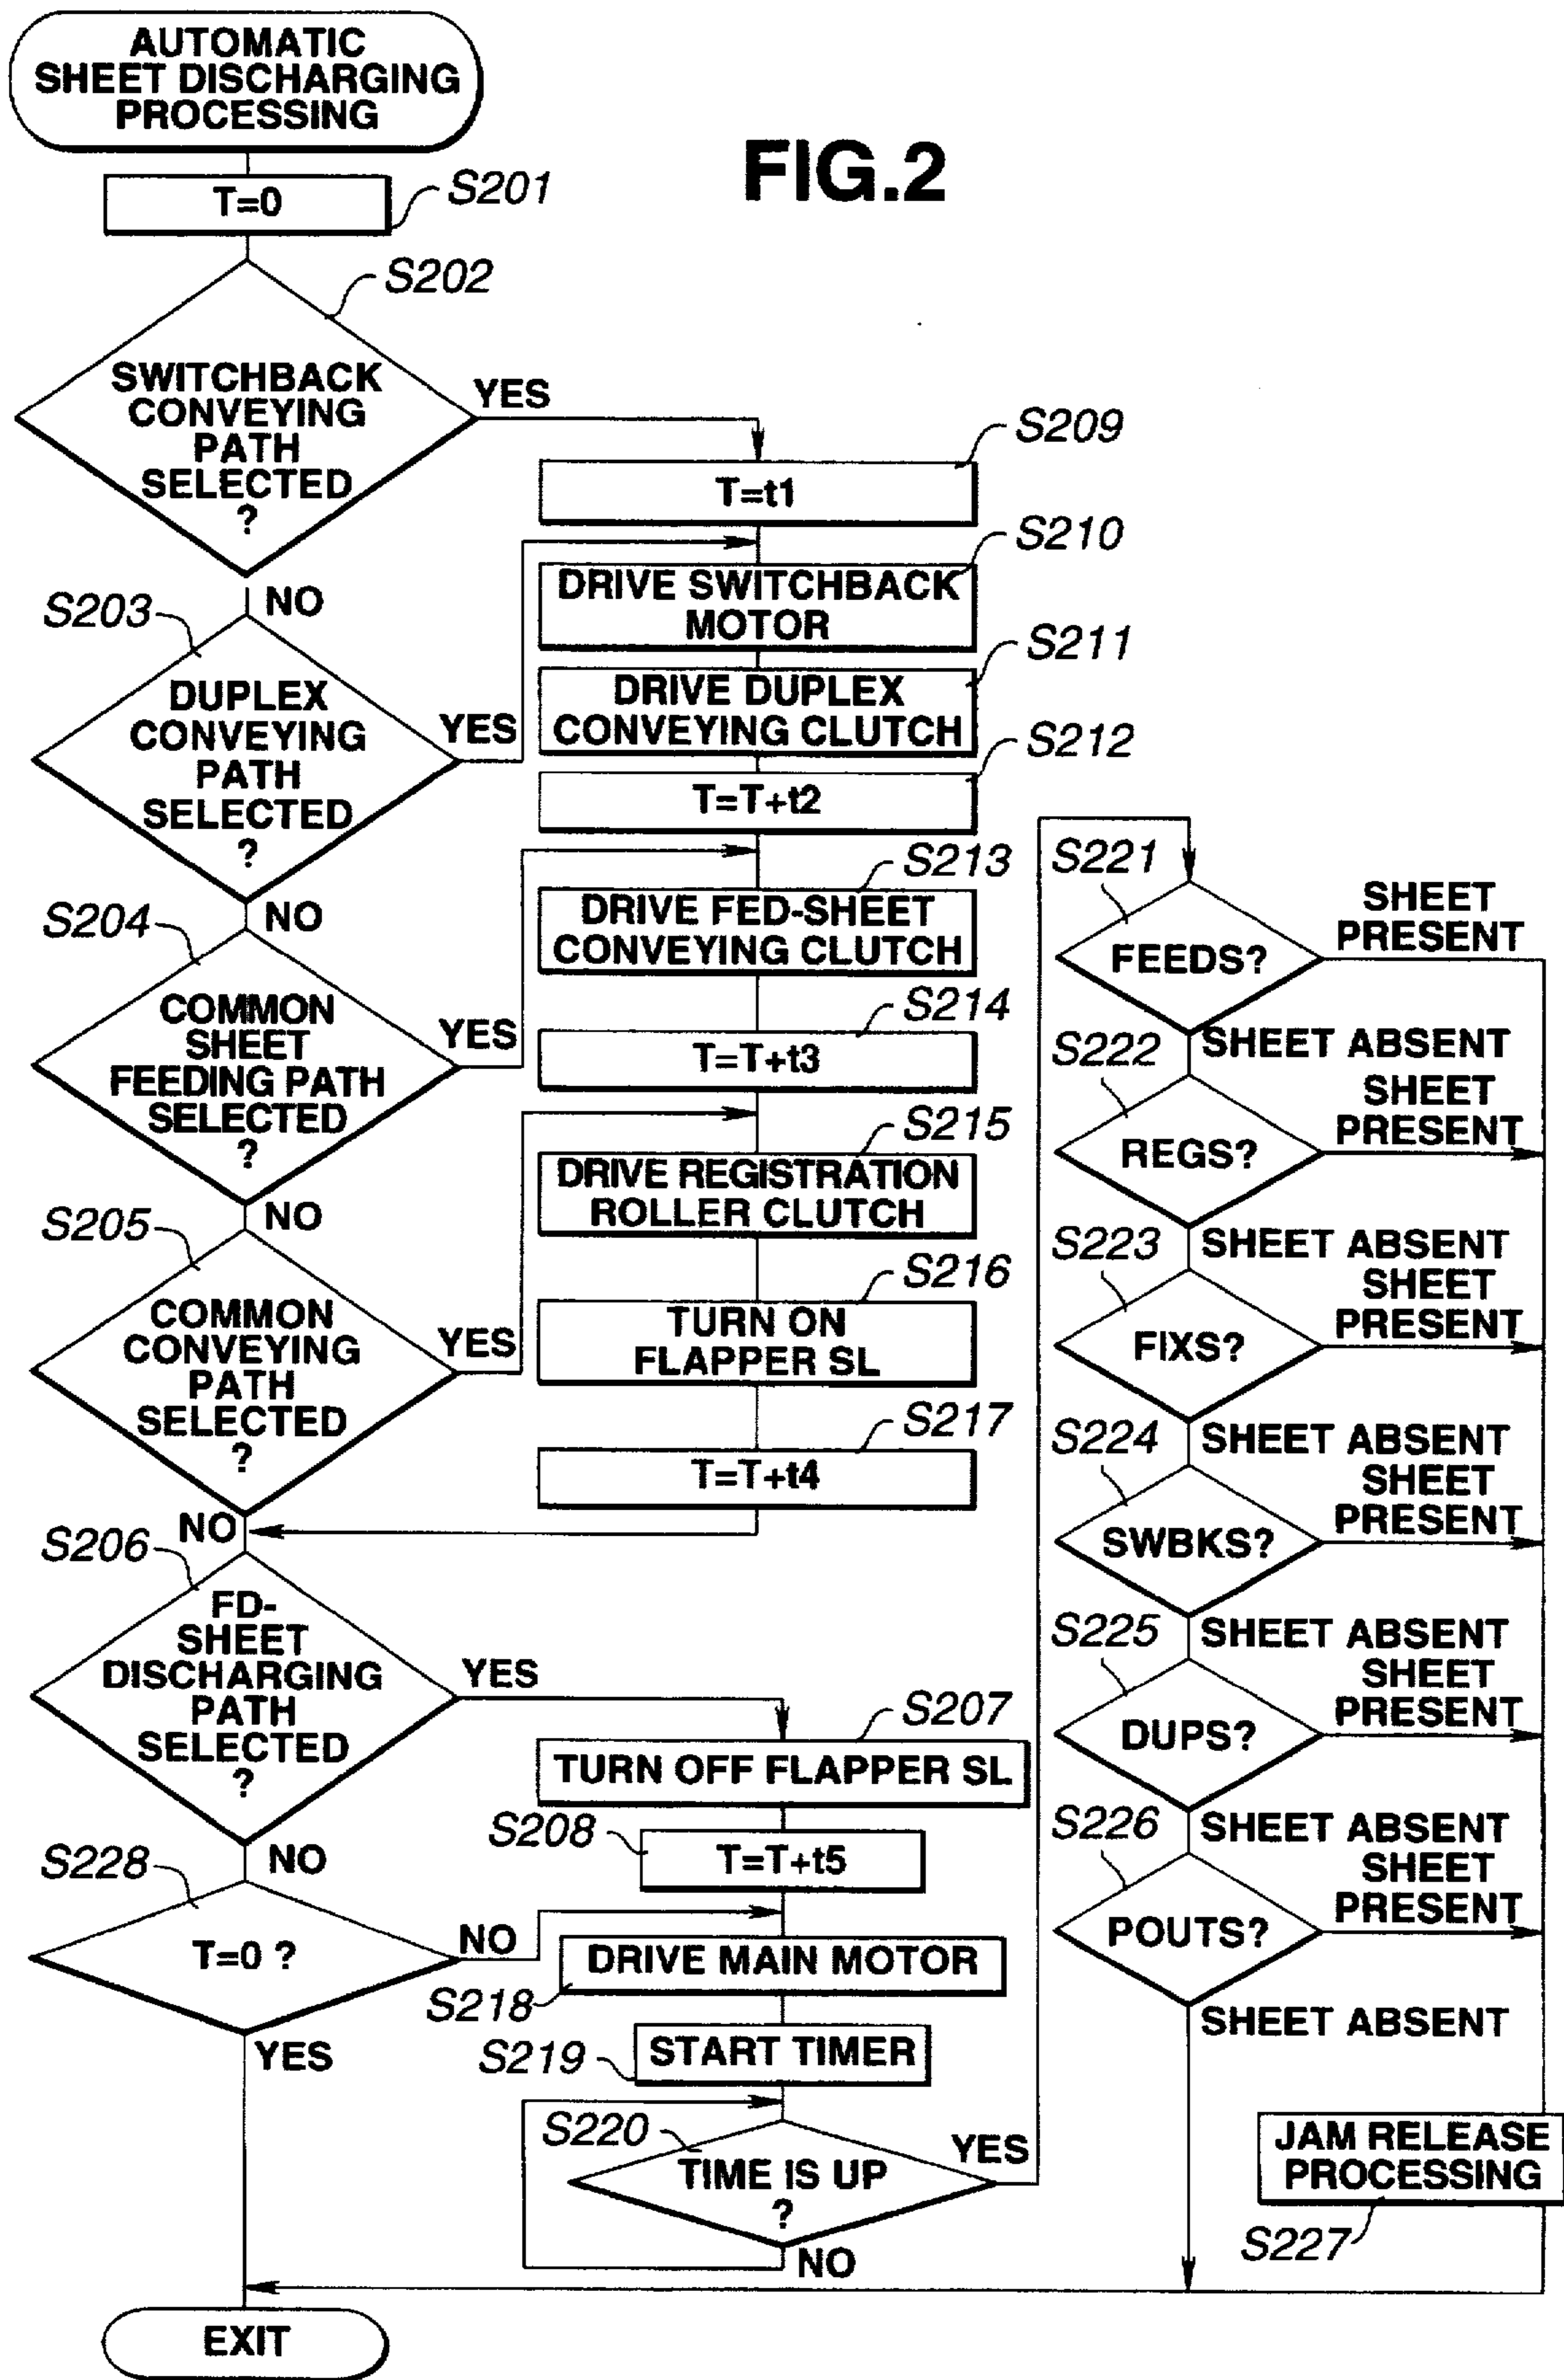 AUTOMATIC
SHEET DISCHARGING
PROCESSING
FIG.2
T=0
S201
S202
SWITCHBACK
CONVEYING
PATH
SELECTED
?
YES
NO
S209
T=t1
S210
DRIVE SWITCHBACK
MOTOR
S203
DUPLEX
CONVEYING
PATH
SELECTED
?
YES
NO
S211
DRIVE DUPLEX
CONVEYING CLUTCH
S212
T=T+t2
S204
COMMON
SHEET
FEEDING PATH
SELECTED
?
YES
NO
S213
DRIVE FED-SHEET
CONVEYING CLUTCH
S214
T=T+t3
S205
COMMON
CONVEYING
PATH
SELECTED
?
YES
NO
S215
DRIVE REGISTRATION
ROLLER CLUTCH
S216
TURN ON
FLAPPER SL
S217
T=T+t4
S206
FD-
SHEET
DISCHARGING
PATH
SELECTED
?
YES
NO
S207
TURN OFF FLAPPER SL
S208
T=T+t5
S228
T=0 ?
NO
YES
DRIVE MAIN MOTOR
S218
START TIMER
S219
S220
TIME IS UP
?
YES
NO
S221
FEEDS?
SHEET
PRESENT
SHEET ABSENT
S222
REGS?
SHEET
PRESENT
SHEET ABSENT
S223
FIXS?
SHEET
PRESENT
SHEET ABSENT
S224
SWBKS?
SHEET
PRESENT
SHEET ABSENT
S225
DUPS?
SHEET
PRESENT
SHEET ABSENT
S226
POUTS?
SHEET
PRESENT
SHEET ABSENT
JAM RELEASE
PROCESSING
S227
EXIT